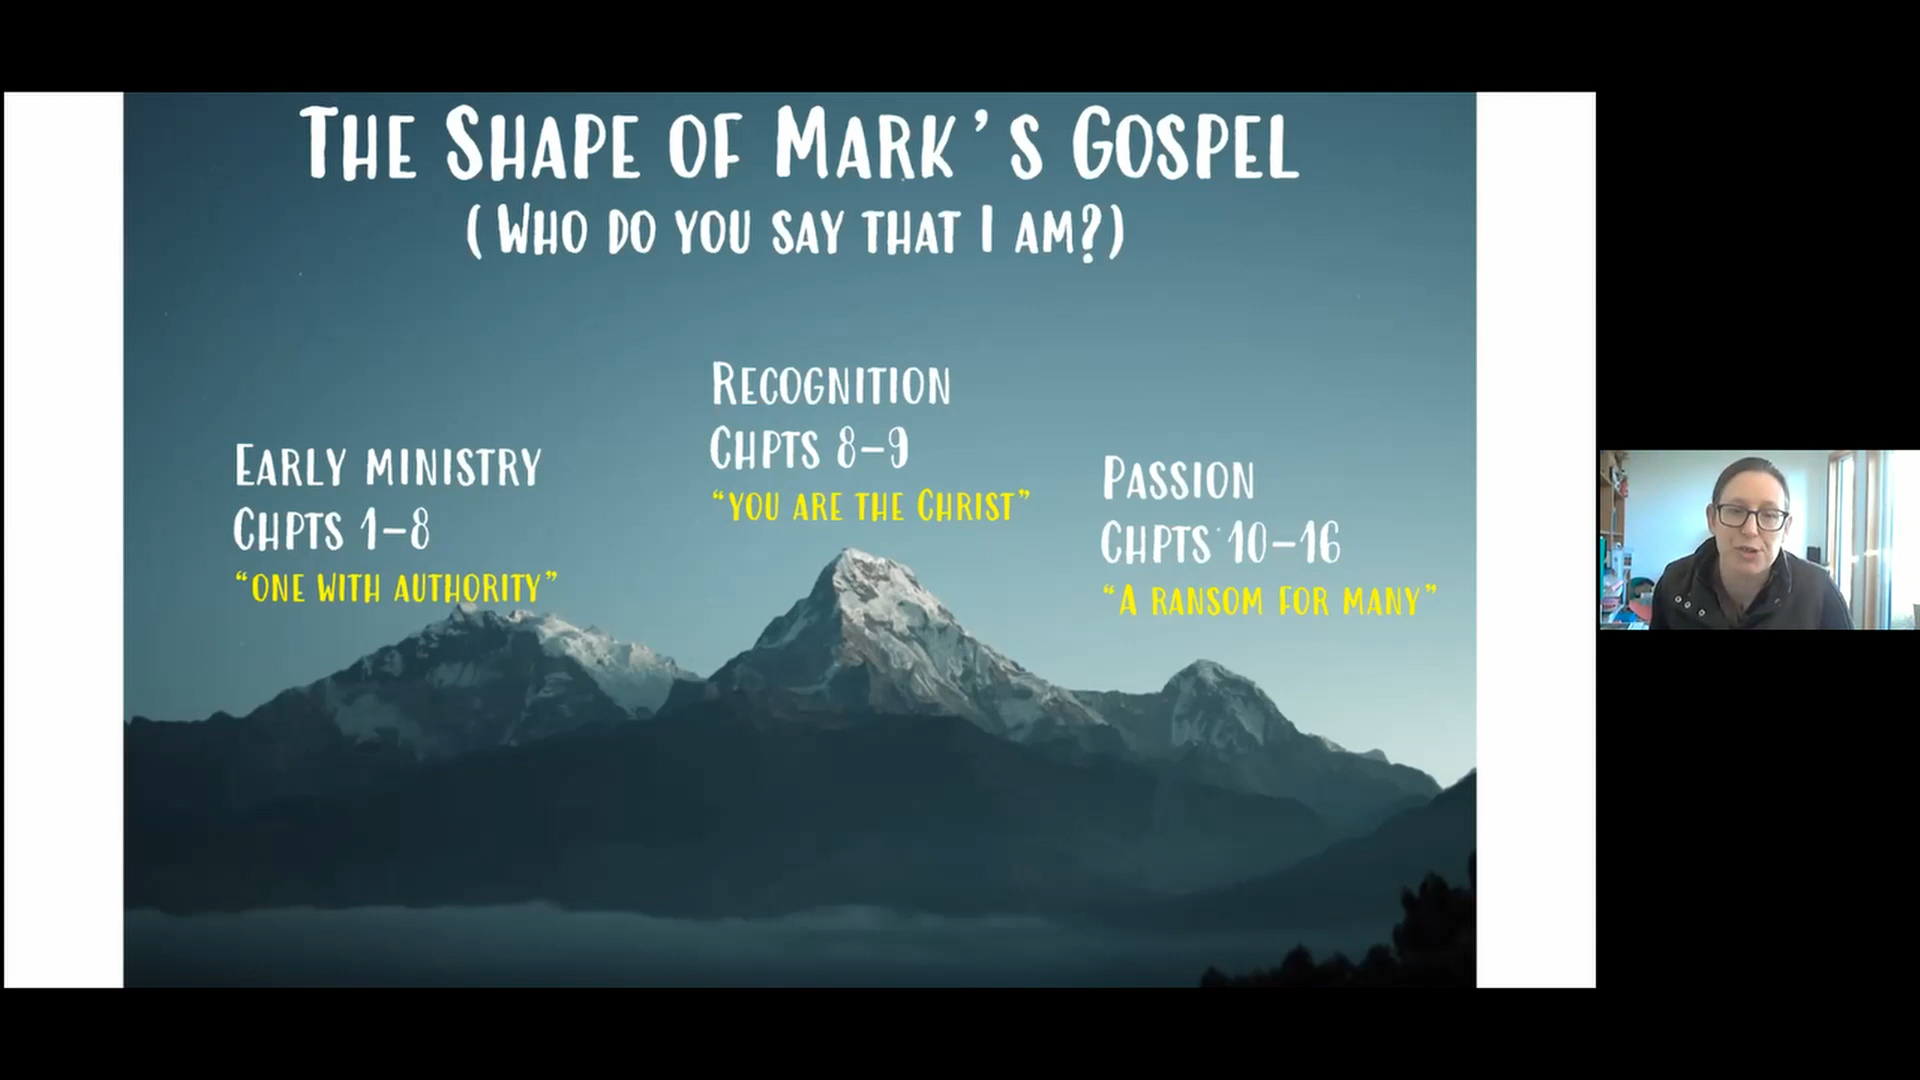 The Shape of Mark's Gospel
(Who do you say that I am?)
Early ministry
Chpts 1-8
“one with authority”
Recognition
Chpts 8-9
“you are the Christ”
Passion
Chpts 10-16
“A ransom for many”